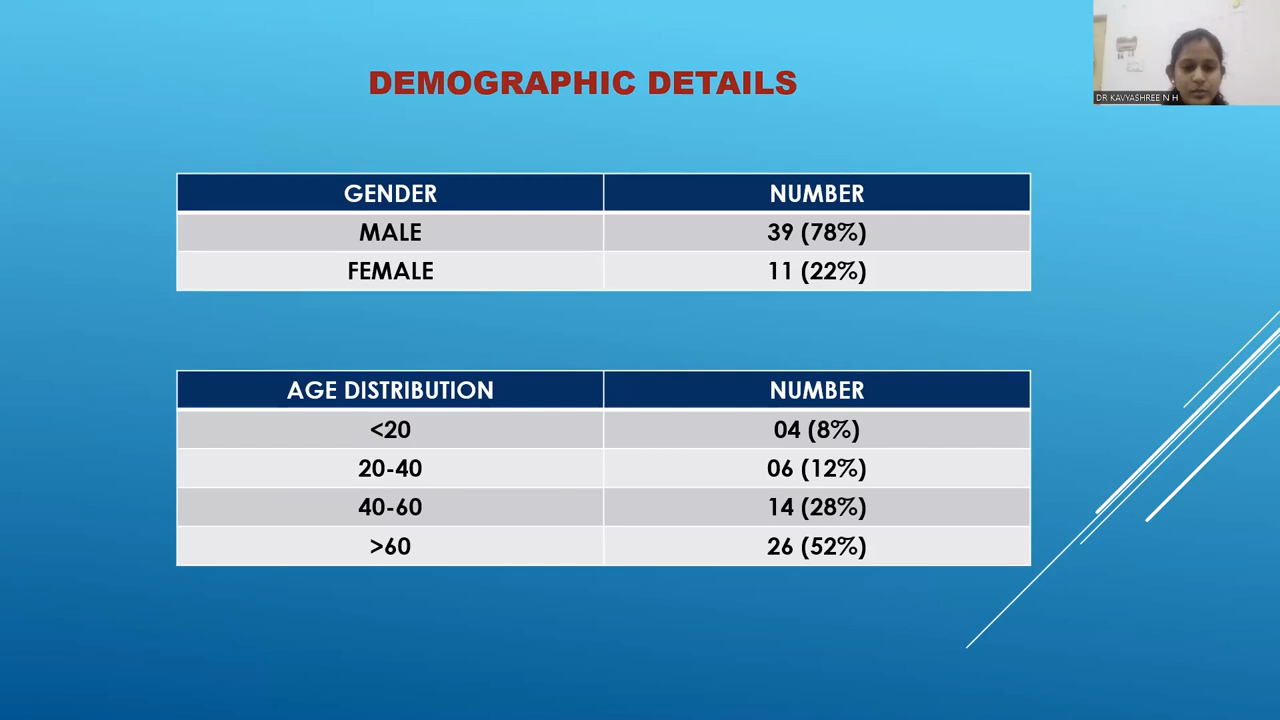 DEMOGRAPHIC DETAILS
DR KAVYASHREE N H
GENDER NUMBER
MALE 39 (78%)
FEMALE 11 (22%)
AGE DISTRIBUTION NUMBER
<20 04 (8%)
20-40 06 (12%)
40-60 14 (28%)
>60 26 (52%)